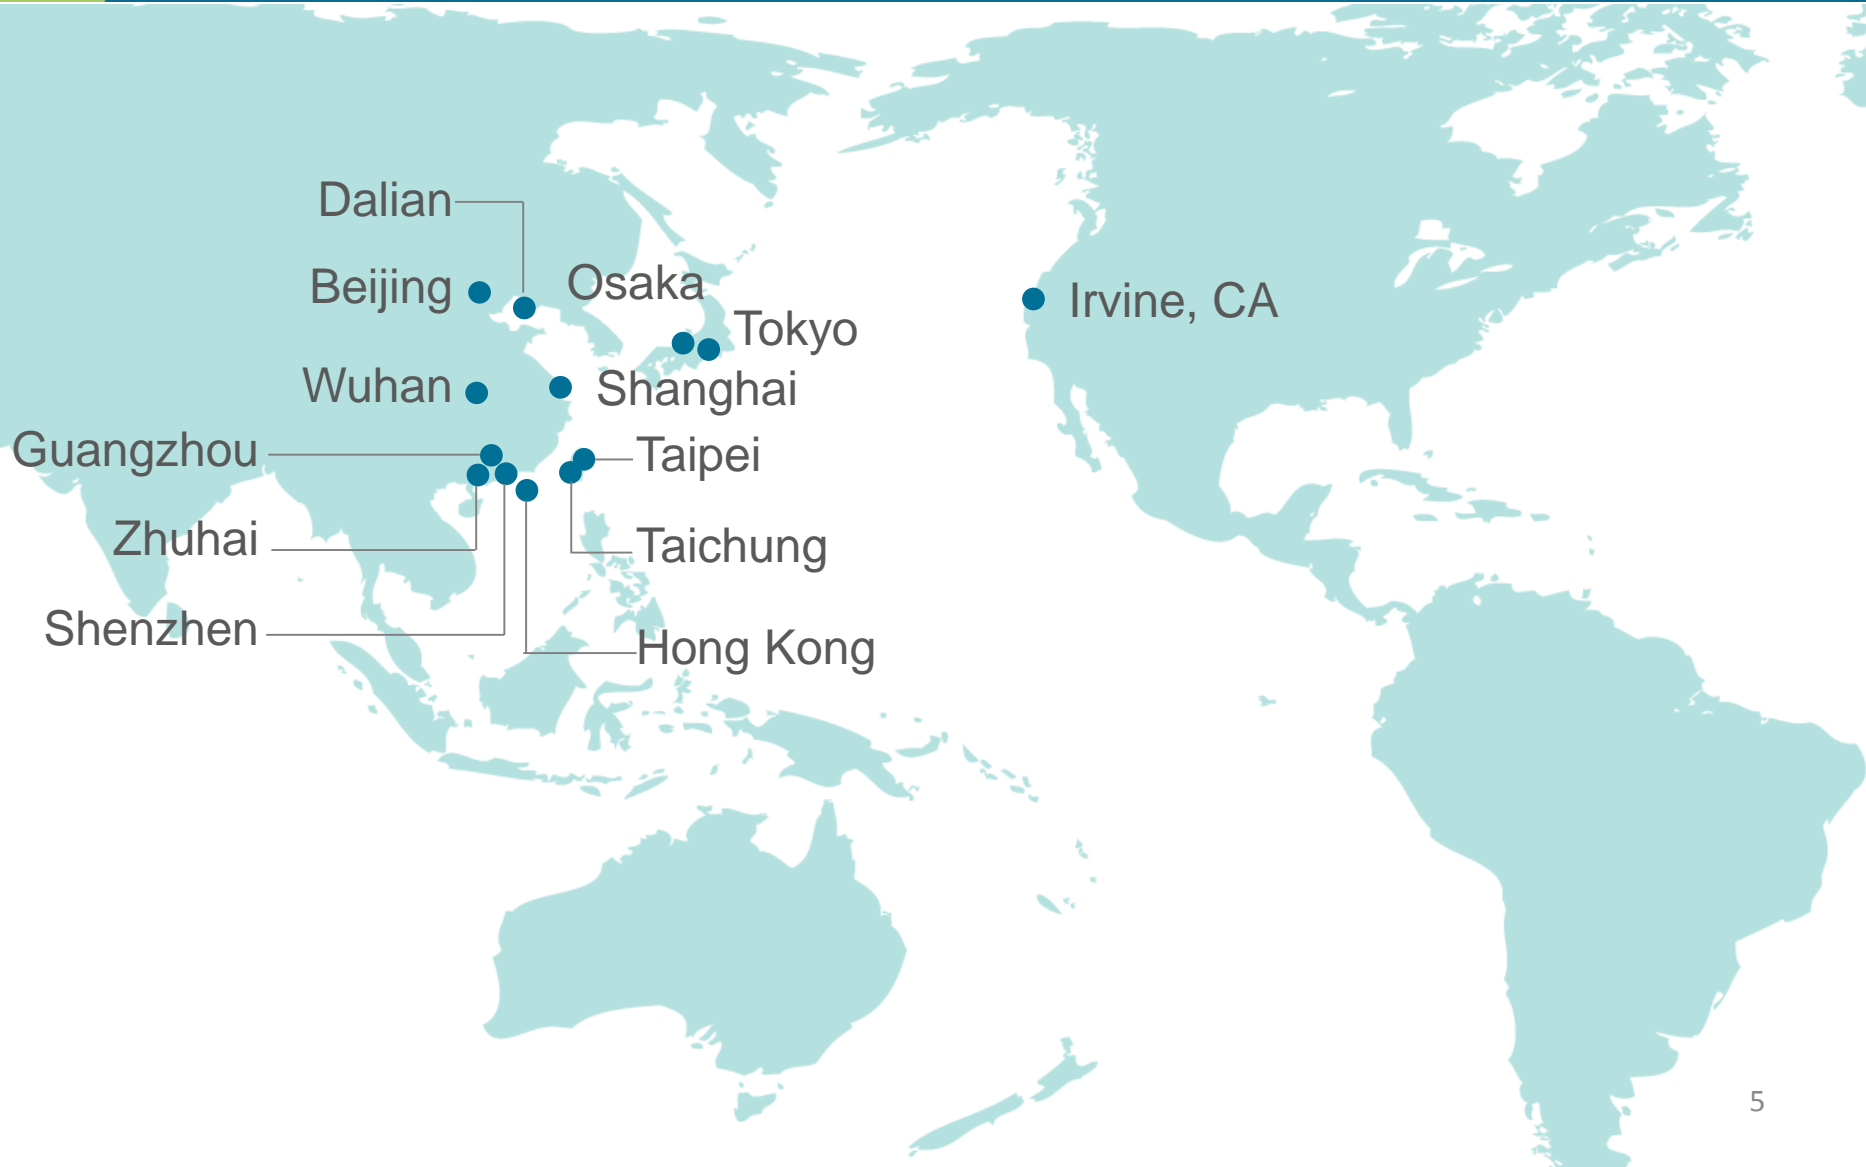 Dalian
Beijing
Osaka
Irvine, CA
Tokyo
Wuhan
Shanghai
Guangzhou
Taipei
Zhuhai
Taichung
Shenzhen
Hong Kong
5